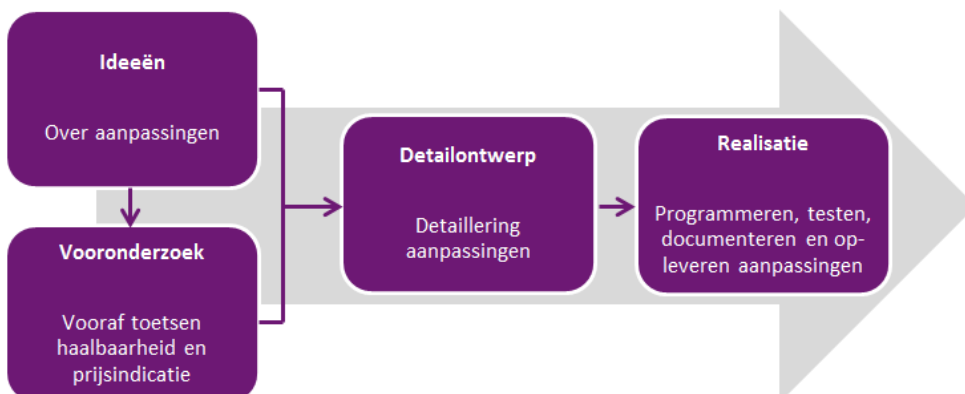 Ideeën
Over aanpassingen
Vooronderzoek
Vooraf toetsen
haalbaarheid en
prijsindicatie
Detailontwerp
Detaillering
aanpassingen
Realisatie
Programmeren, testen,
documenteren en op-
leveren aanpassingen